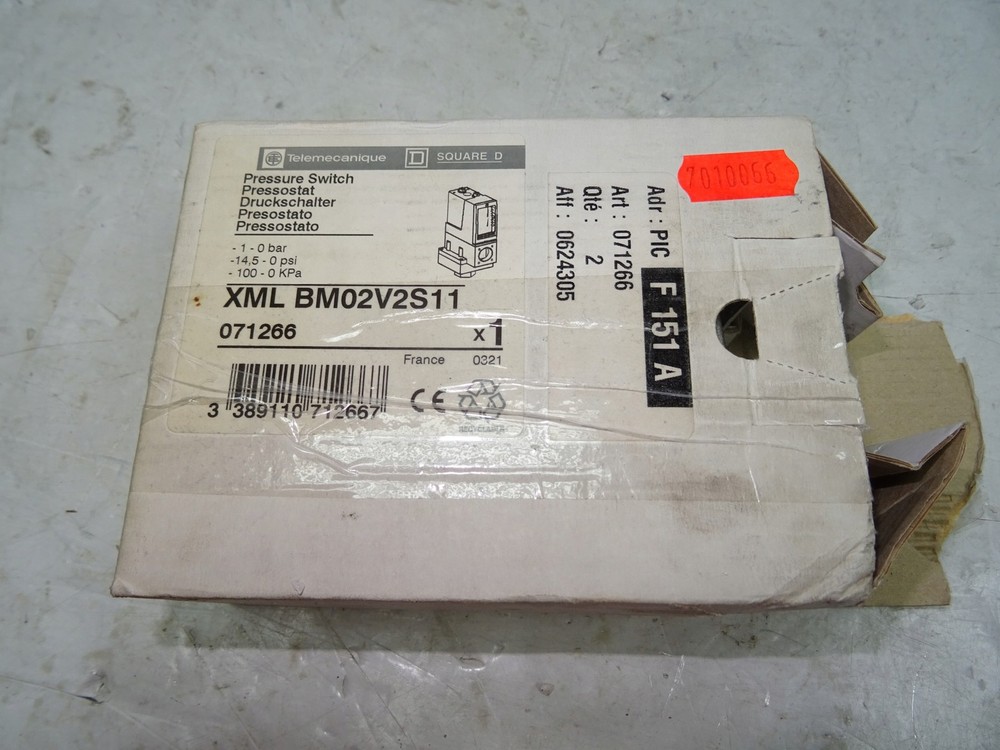 Telemecanique SQUARE D
Pressure Switch
Pressostat
Druckschalter
Presostato
Pressostato
- 1 - 0 bar
-14,5 - 0 psi
- 100 - 0 KPa
XML BM02V2S11
071266 x1
France 0321
3 389110 712667
CE
RECYCLABLE
Adr : PIC F 151 A
Art : 071266
Qté : 2
Aff : 0624305
7010066